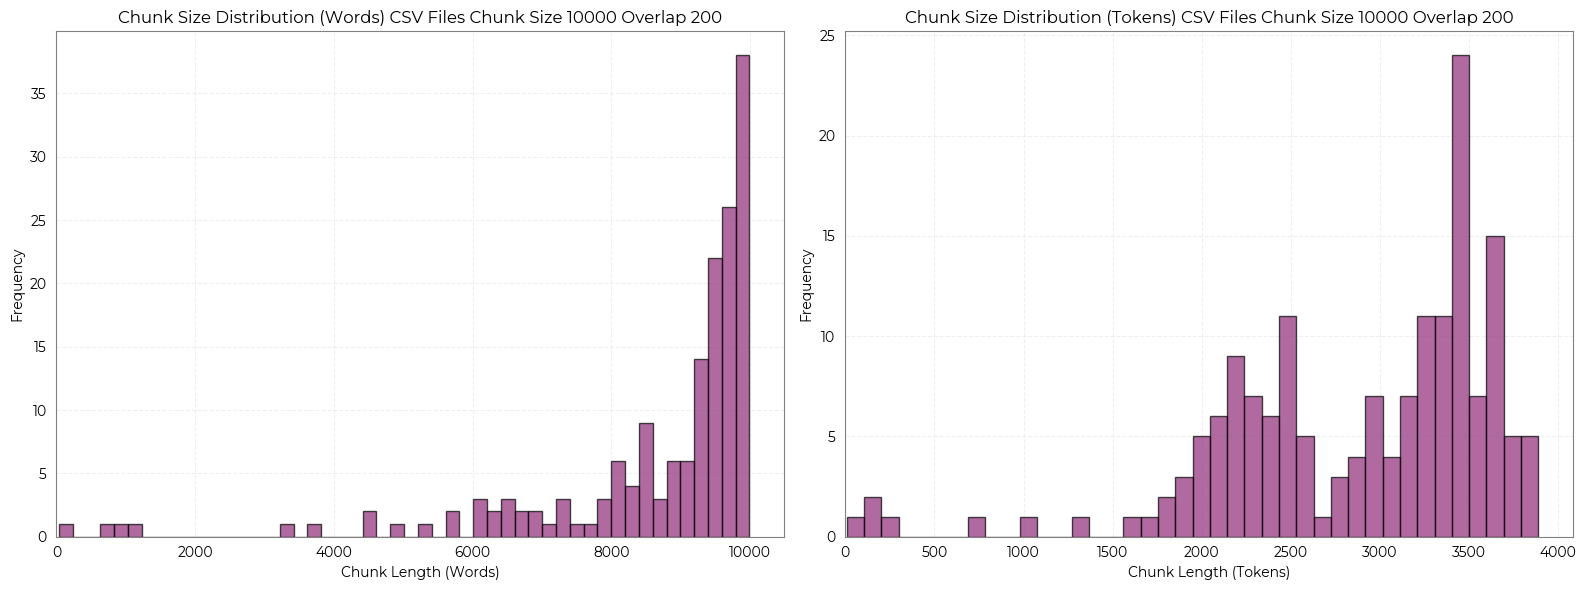 Chunk Size Distribution (Words) CSV Files Chunk Size 10000 Overlap 200
35
30
25
20
15
10
5
0
Frequency
0 2000 4000 6000 8000 10000
Chunk Length (Words)
Chunk Size Distribution (Tokens) CSV Files Chunk Size 10000 Overlap 200
25
20
15
10
5
0
Frequency
0 500 1000 1500 2000 2500 3000 3500 4000
Chunk Length (Tokens)